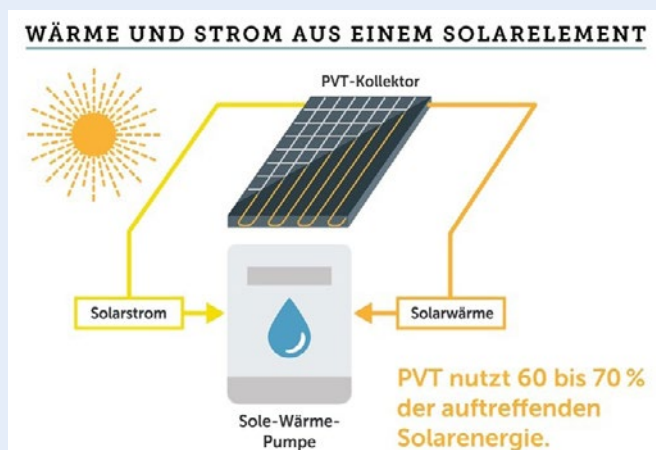 WÄRME UND STROM AUS EINEM SOLARELEMENT
PVT-Kollektor
Solarstrom
Solarwärme
Sole-Wärme-
Pumpe
PVT nutzt 60 bis 70 %
der auftreffenden
Solarenergie.